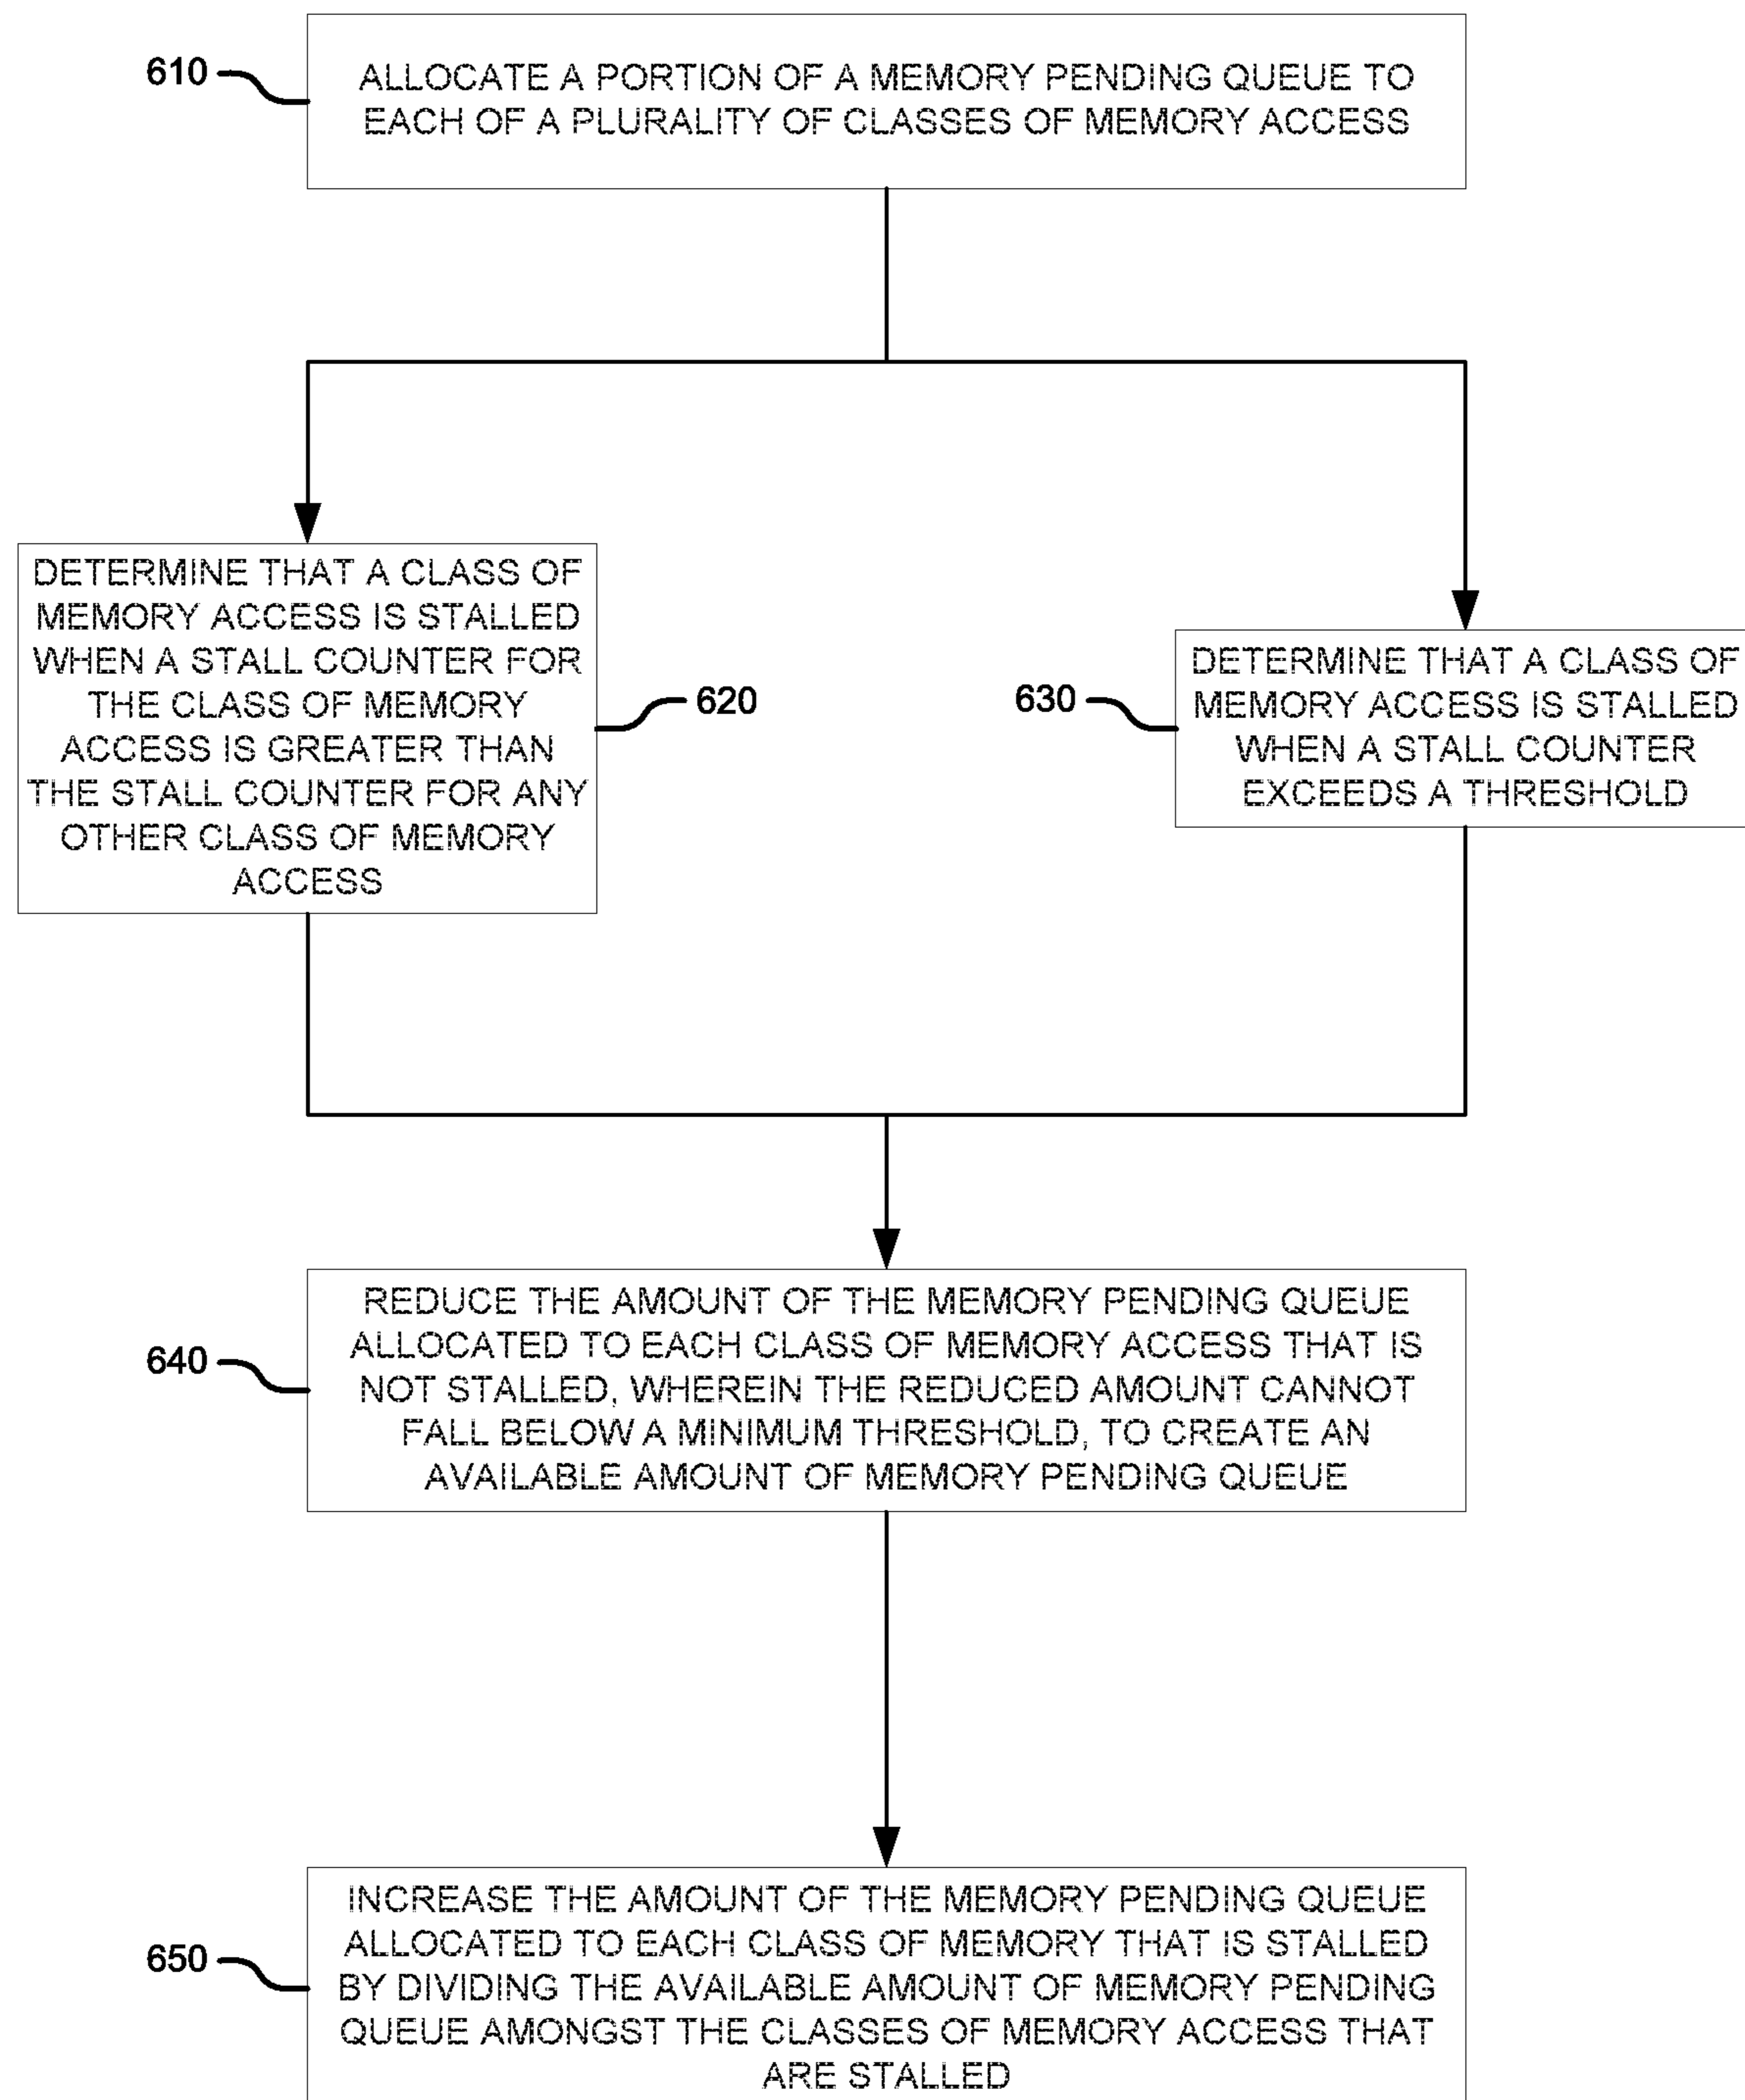 610
ALLOCATE A PORTION OF A MEMORY PENDING QUEUE TO
EACH OF A PLURALITY OF CLASSES OF MEMORY ACCESS
DETERMINE THAT A CLASS OF
MEMORY ACCESS IS STALLED
WHEN A STALL COUNTER FOR
THE CLASS OF MEMORY
ACCESS IS GREATER THAN
THE STALL COUNTER FOR ANY
OTHER CLASS OF MEMORY
ACCESS
620
630
DETERMINE THAT A CLASS OF
MEMORY ACCESS IS STALLED
WHEN A STALL COUNTER
EXCEEDS A THRESHOLD
640
REDUCE THE AMOUNT OF THE MEMORY PENDING QUEUE
ALLOCATED TO EACH CLASS OF MEMORY ACCESS THAT IS
NOT STALLED, WHEREIN THE REDUCED AMOUNT CANNOT
FALL BELOW A MINIMUM THRESHOLD, TO CREATE AN
AVAILABLE AMOUNT OF MEMORY PENDING QUEUE
650
INCREASE THE AMOUNT OF THE MEMORY PENDING QUEUE
ALLOCATED TO EACH CLASS OF MEMORY THAT IS STALLED
BY DIVIDING THE AVAILABLE AMOUNT OF MEMORY PENDING
QUEUE AMONGST THE CLASSES OF MEMORY ACCESS THAT
ARE STALLED